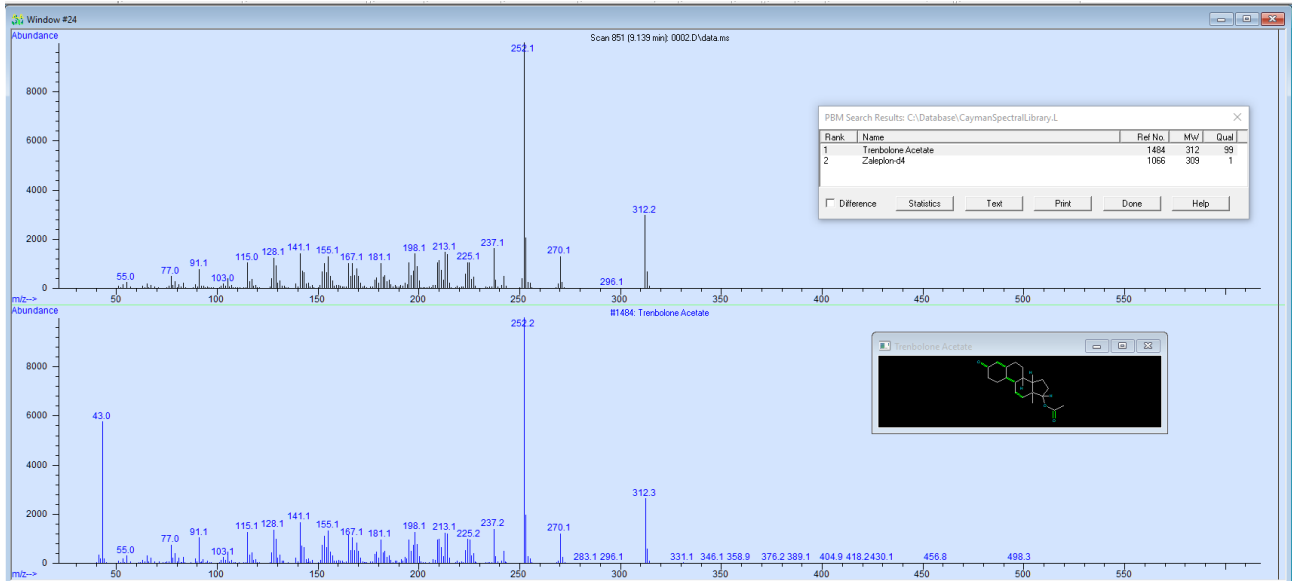 Window #24
Abundance
Scan 851 (9.139 min): 0002.D\data.ms
252.1
8000
6000
4000
2000
0
55.0 77.0 91.1 103.0 115.0 128.1 141.1 155.1 167.1 181.1 198.1 213.1 225.1 237.1 270.1 296.1 312.2
m/z--> 50 100 150 200 250 300 350 400 450 500 550
PBM Search Results: C:\Database\CaymanSpectralLibrary.L
Rank Name Ref No. MW Qual
1 Trenbolone Acetate 1484 312 99
2 Zaleplon-d4 1066 309 1
Difference Statistics Text Print Done Help
Abundance
#1484: Trenbolone Acetate
252.2
8000
6000
4000
2000
0
43.0 55.0 77.0 91.1 103.1 115.1 128.1 141.1 155.1 167.1 181.1 198.1 213.1 225.2 237.2 270.1 283.1 296.1 312.3 331.1 346.1 358.9 376.2 389.1 404.9 418.2 430.1 456.8 498.3
m/z--> 50 100 150 200 250 300 350 400 450 500 550
Trenbolone Acetate